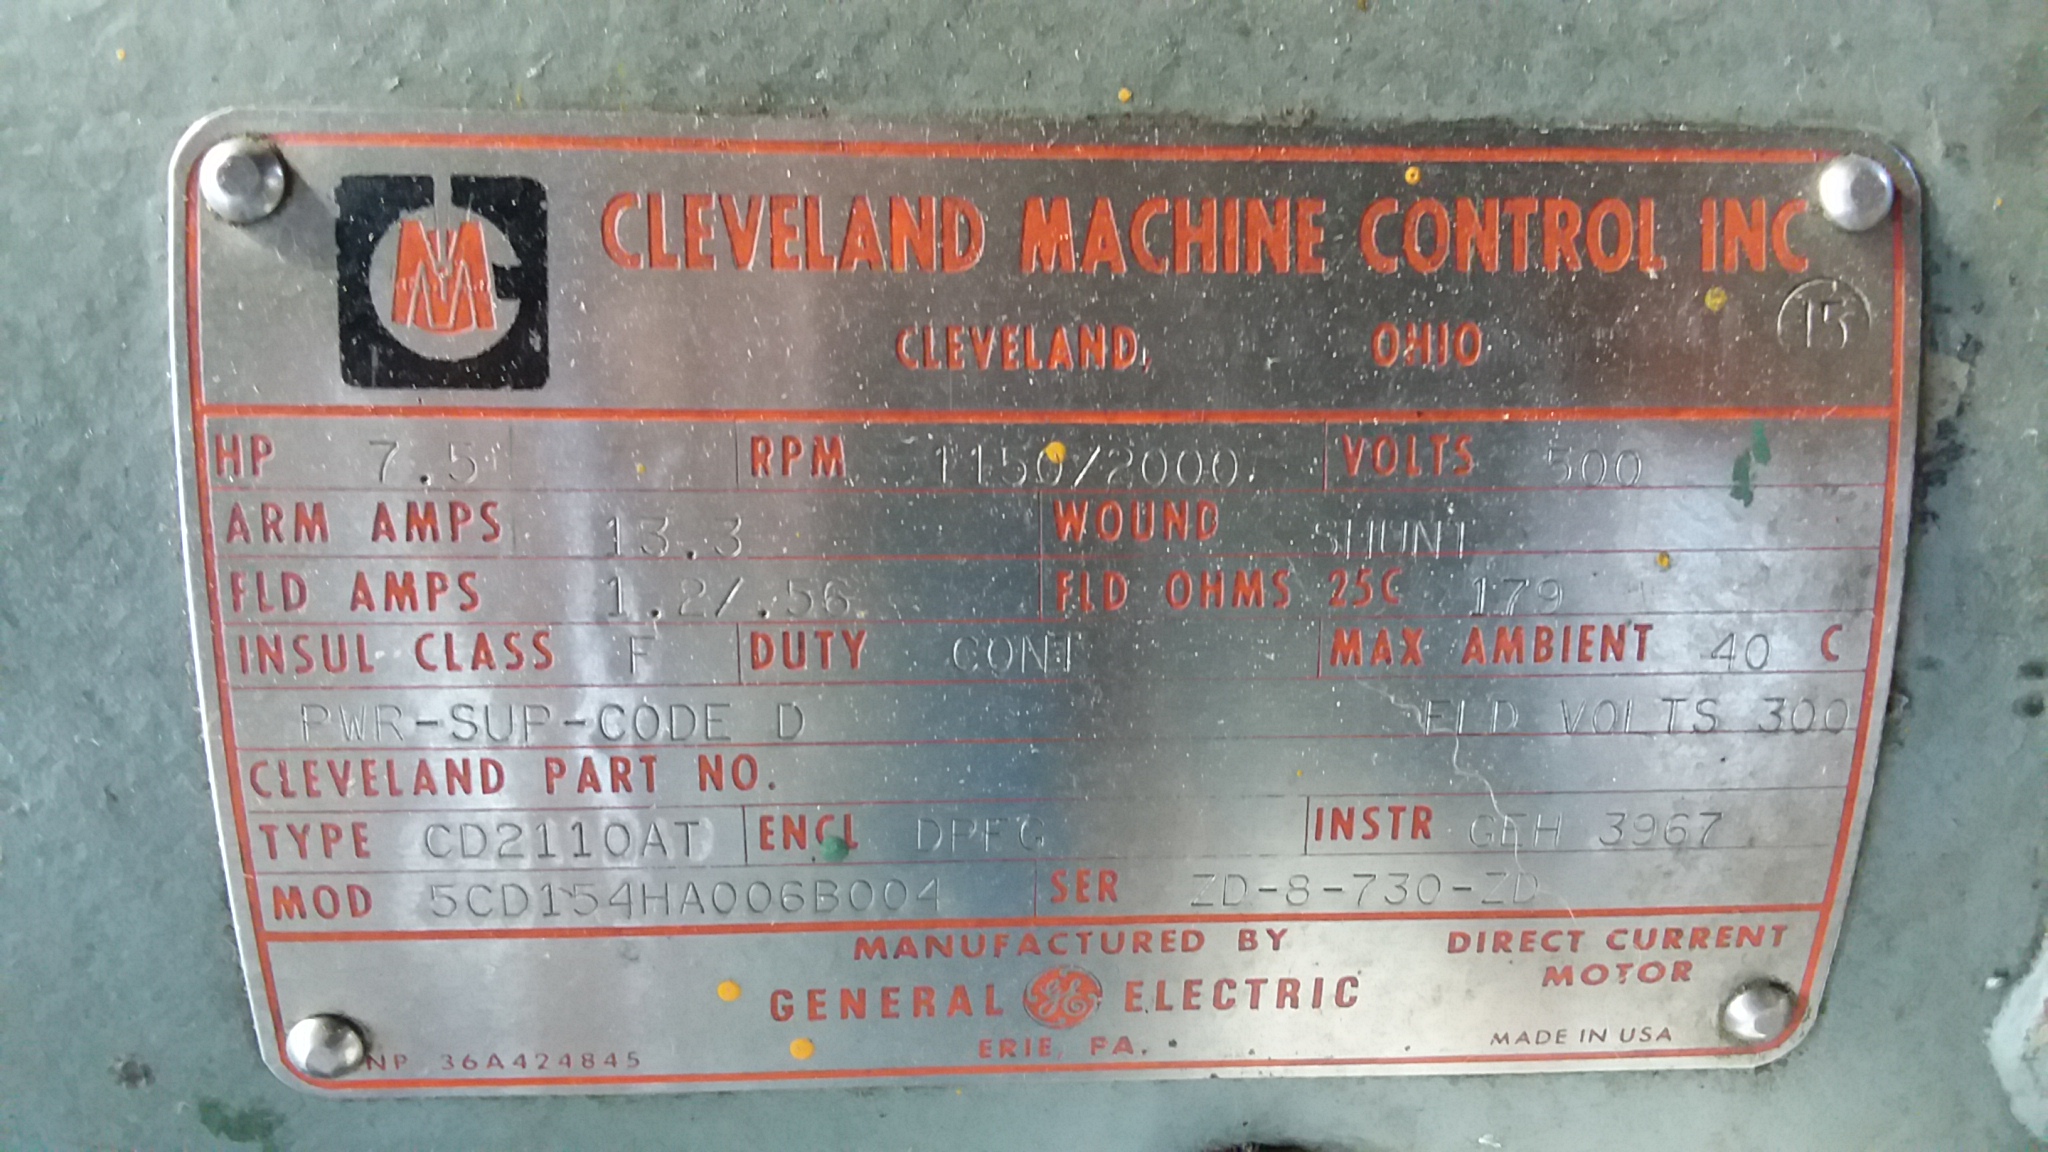 CLEVELAND MACHINE CONTROL INC
CLEVELAND, OHIO
15
HP 7.5 RPM 1150/2000 VOLTS 500
ARM AMPS 13.3 WOUND SHUNT
FLD AMPS 1.2/.56 FLD OHMS 25C 179
INSUL CLASS F DUTY CONT MAX AMBIENT 40 C
PWR-SUP-CODE D FLD VOLTS 300
CLEVELAND PART NO.
TYPE CD2110AT ENCL DPFG INSTR GEH 3967
MOD 5CD154HA006B004 SER ZD-8-730-ZD
MANUFACTURED BY DIRECT CURRENT
MOTOR
GENERAL GE ELECTRIC
ERIE, PA. MADE IN USA
NP 36A424845